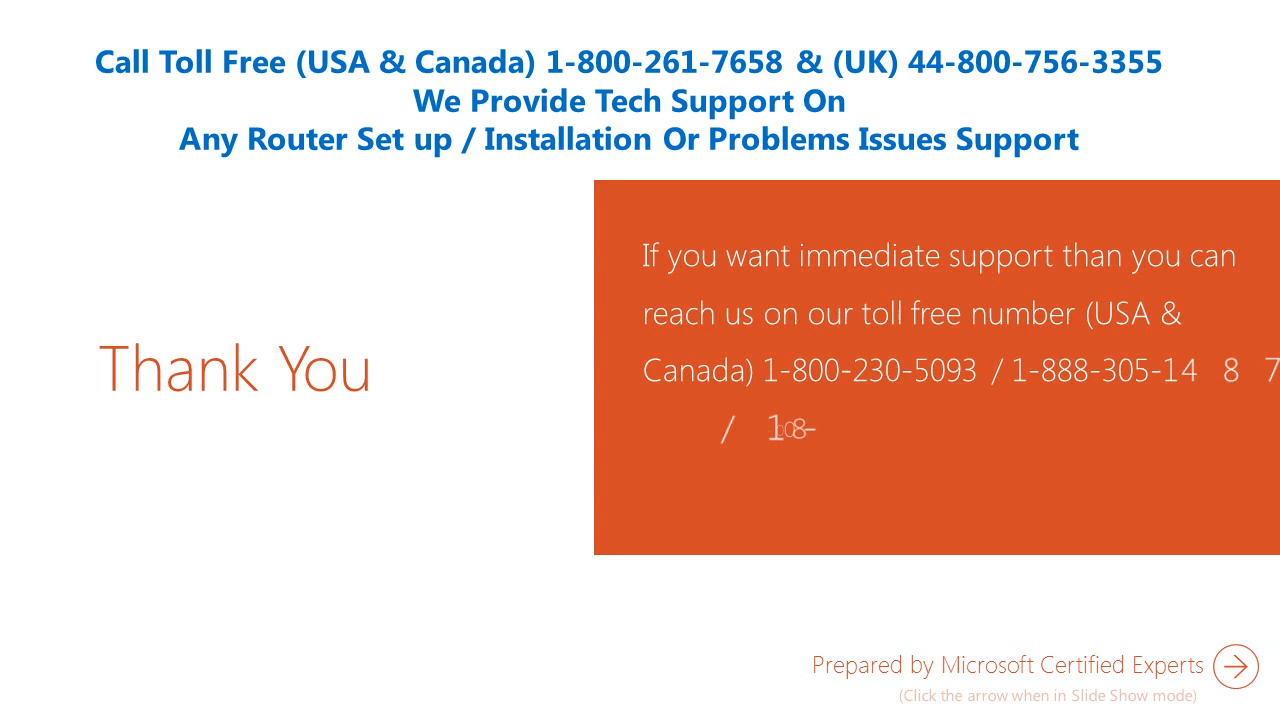 Call Toll Free (USA & Canada) 1-800-261-7658 & (UK) 44-800-756-3355
We Provide Tech Support On
Any Router Set up / Installation Or Problems Issues Support
If you want immediate support than you can
reach us on our toll free number (USA &
Canada) 1-800-230-5093 / 1-888-305-14 8 7
Thank You
/
Prepared by Microsoft Certified Experts
(Click the arrow when in Slide Show mode)